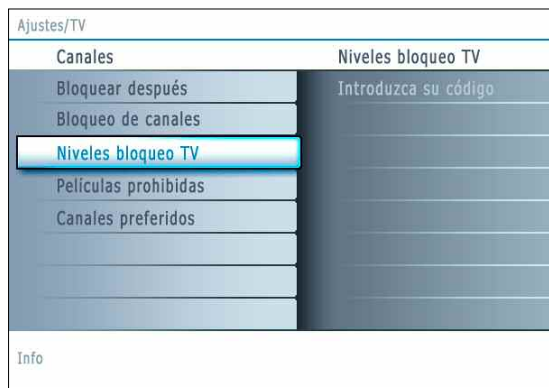 Ajustes/TV
Canales
Niveles bloqueo TV
Bloquear después
Introduzca su código
Bloqueo de canales
Niveles bloqueo TV
Películas prohibidas
Canales preferidos
Info